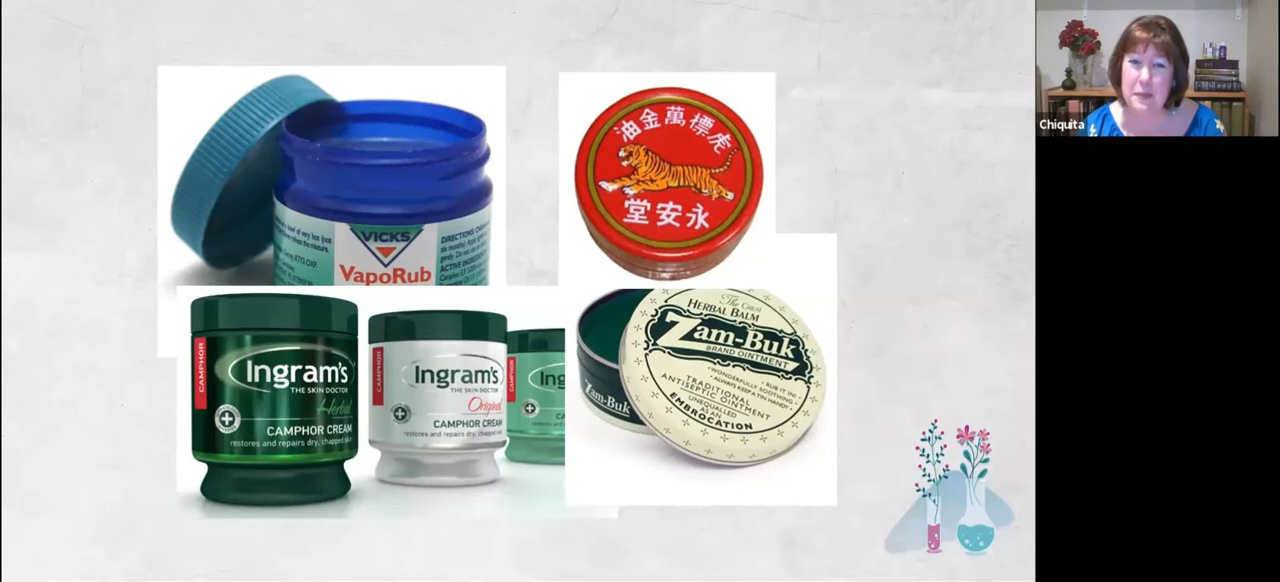 VICKS
VapoRub
DIRECTIONS:
six months)
虎標萬金油
永安堂
CAMPHOR
Ingram's
THE SKIN DOCTOR
Herbal
CAMPHOR CREAM
restores and repairs dry, chapped skin
CAMPHOR
Ingram's
THE SKIN DOCTOR
Original
CAMPHOR CREAM
restores and repairs dry, chapped
CAMPHOR
Ing
The Great
HERBAL BALM
Zam-Buk
BRAND OINTMENT
•WONDERFULLY SOOTHING•
•RUB IT IN!•
•ALWAYS KEEP A TIN HANDY•
TRADITIONAL
ANTISEPTIC OINTMENT
UNEQUALLED
AS AN
EMBROCATION
Zam-Buk
Chiquita